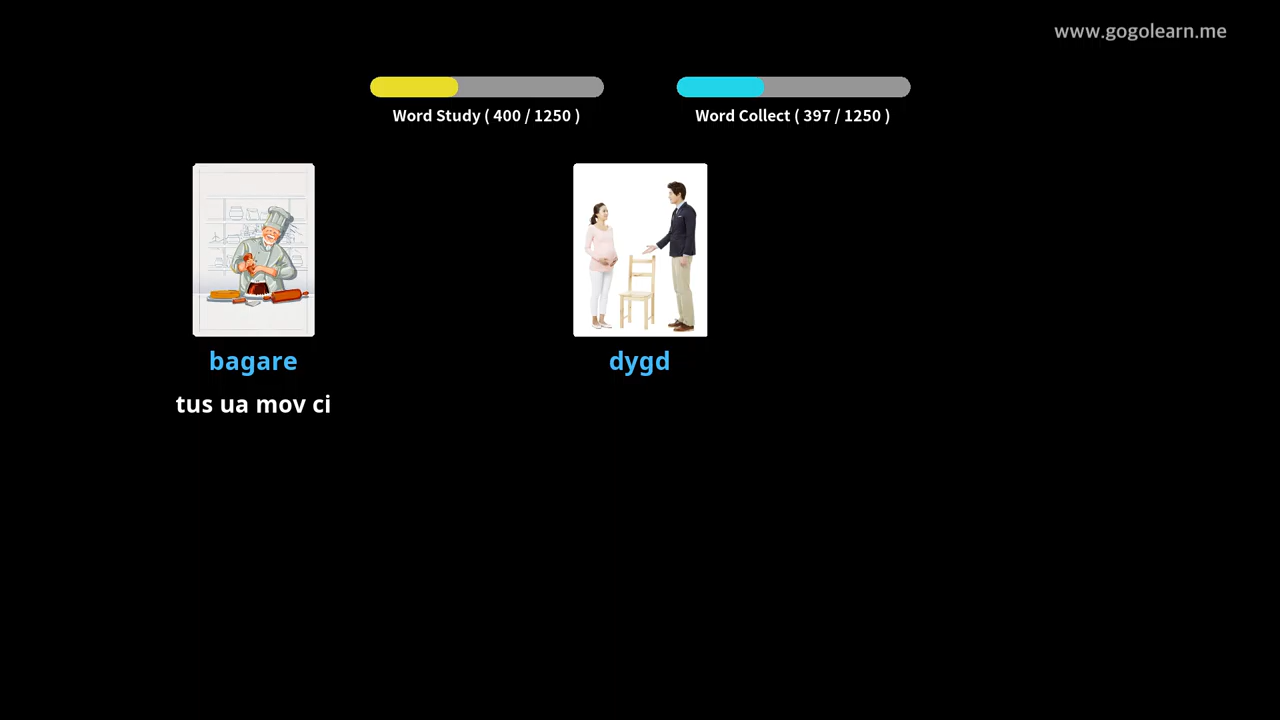 www.gogolearn.me
Word Study ( 400 / 1250 )
Word Collect ( 397 / 1250 )
bagare
dygd
tus ua mov ci